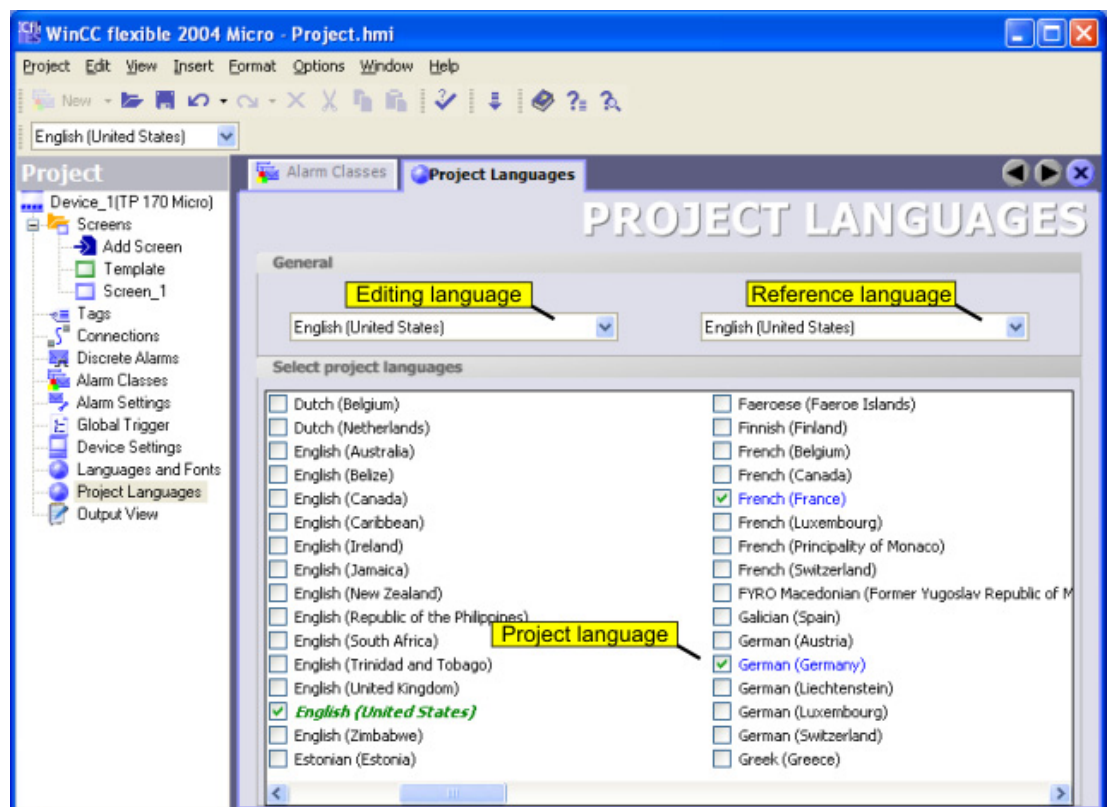 WinCC flexible 2004 Micro - Project.hmi
Project Edit View Insert Format Options Window Help
New
English (United States)
Project
Device_1(TP 170 Micro)
Screens
Add Screen
Template
Screen_1
Tags
Connections
Discrete Alarms
Alarm Classes
Alarm Settings
Global Trigger
Device Settings
Languages and Fonts
Project Languages
Output View
Alarm Classes
Project Languages
PROJECT LANGUAGES
General
Editing language
Reference language
English (United States)
English (United States)
Select project languages
Dutch (Belgium)
Dutch (Netherlands)
English (Australia)
English (Belize)
English (Canada)
English (Caribbean)
English (Ireland)
English (Jamaica)
English (New Zealand)
English (Republic of the Philippines)
English (South Africa)
English (Trinidad and Tobago)
English (United Kingdom)
English (United States)
English (Zimbabwe)
Estonian (Estonia)
Project language
Faeroese (Faeroe Islands)
Finnish (Finland)
French (Belgium)
French (Canada)
French (France)
French (Luxembourg)
French (Principality of Monaco)
French (Switzerland)
FYRO Macedonian (Former Yugoslav Republic of M
Galician (Spain)
German (Austria)
German (Germany)
German (Liechtenstein)
German (Luxembourg)
German (Switzerland)
Greek (Greece)